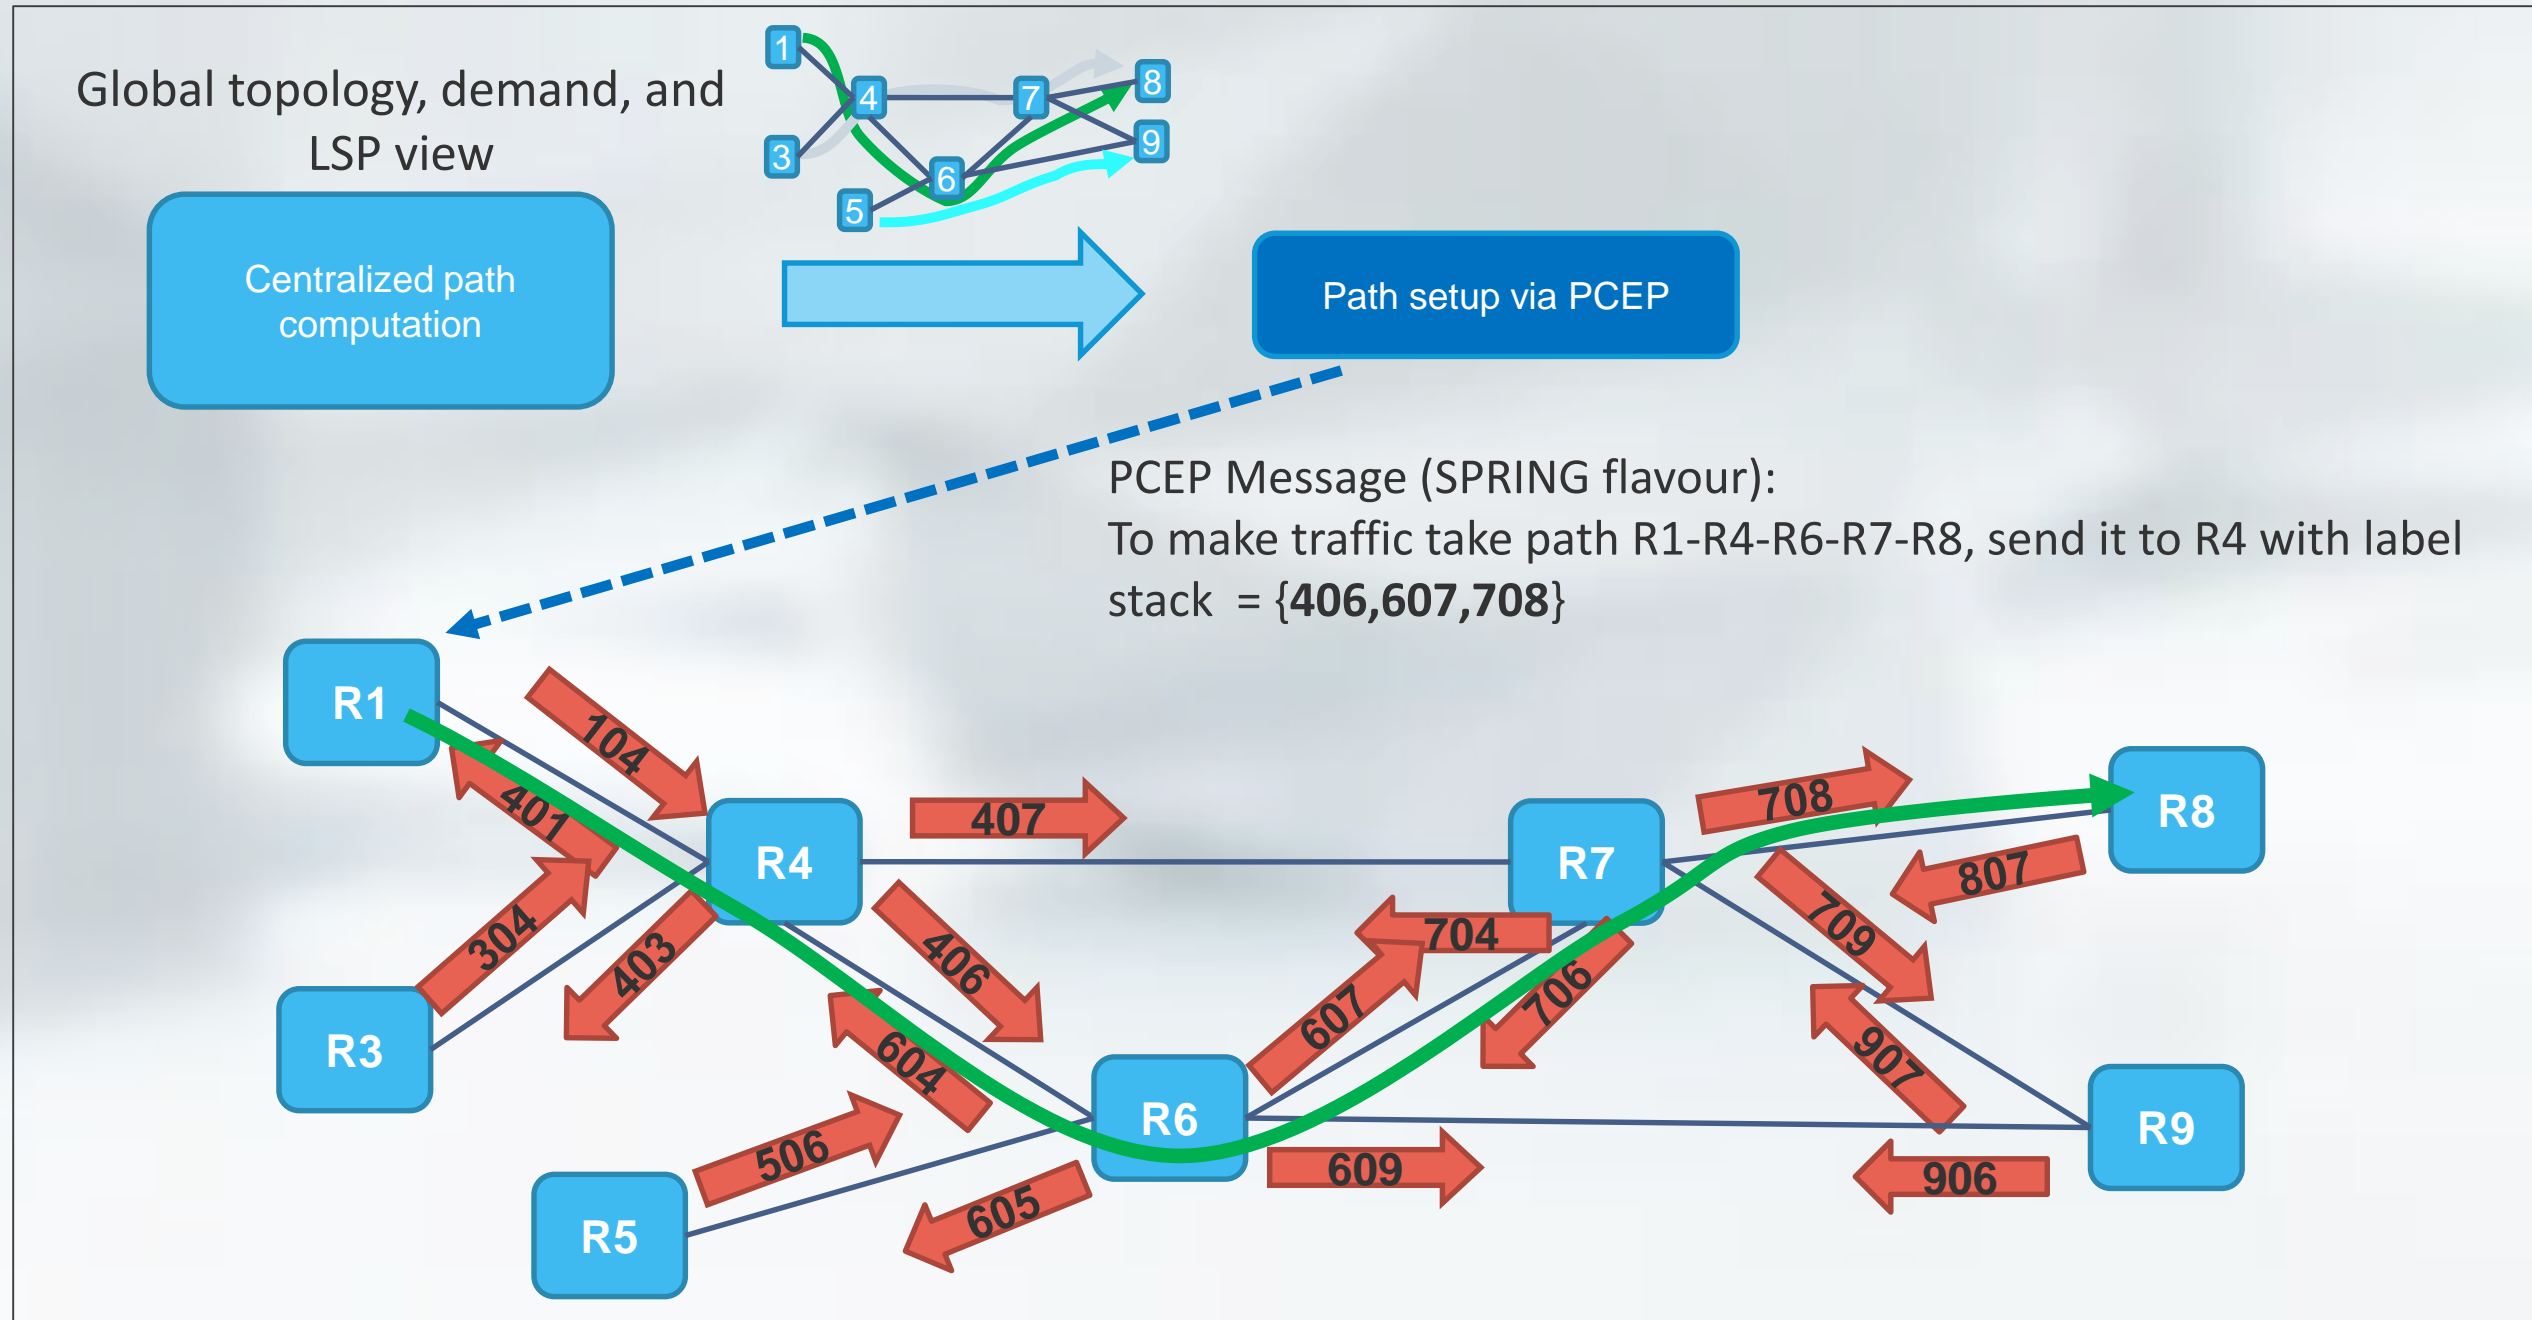 Global topology, demand, and
LSP view
1
4
7
8
3
6
9
5
Centralized path
computation
Path setup via PCEP
PCEP Message (SPRING flavour):
To make traffic take path R1-R4-R6-R7-R8, send it to R4 with label
stack = {406,607,708}
R1
104
401
407
708
R8
R4
R7
807
304
403
406
704
709
R3
604
607
706
907
506
R6
R9
605
609
906
R5